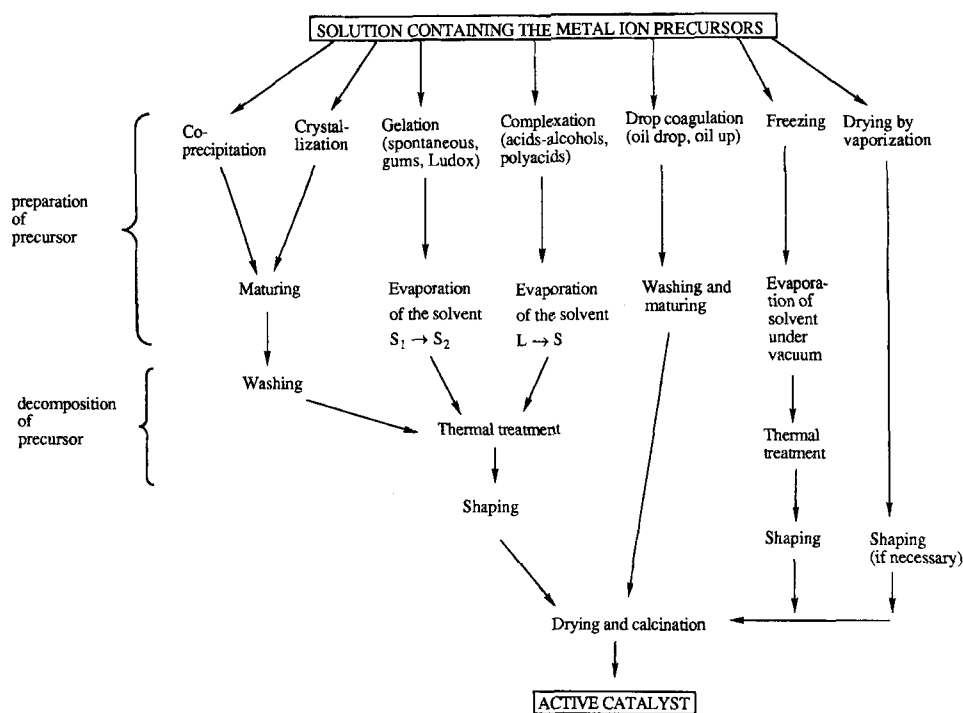 SOLUTION CONTAINING THE METAL ION PRECURSORS
Co-
precipitation
Crystal-
lization
Gelation
(spontaneous,
gums, Ludox)
Complexation
(acids-alcohols,
polyacids)
Drop coagulation
(oil drop, oil up)
Freezing
Drying by
vaporization
preparation
of
precursor
Maturing
Evaporation
of the solvent
S₁ → S₂
Evaporation
of the solvent
L → S
Washing and
maturing
Evapora-
tion of
solvent
under
vacuum
decomposition
of
precursor
Washing
Thermal treatment
Thermal
treatment
Shaping
Shaping
Shaping
(if necessary)
Drying and calcination
ACTIVE CATALYST